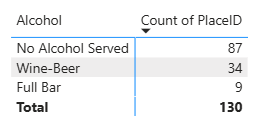 Alcohol Count of PlaceID
No Alcohol Served 87
Wine-Beer 34
Full Bar 9
Total 130